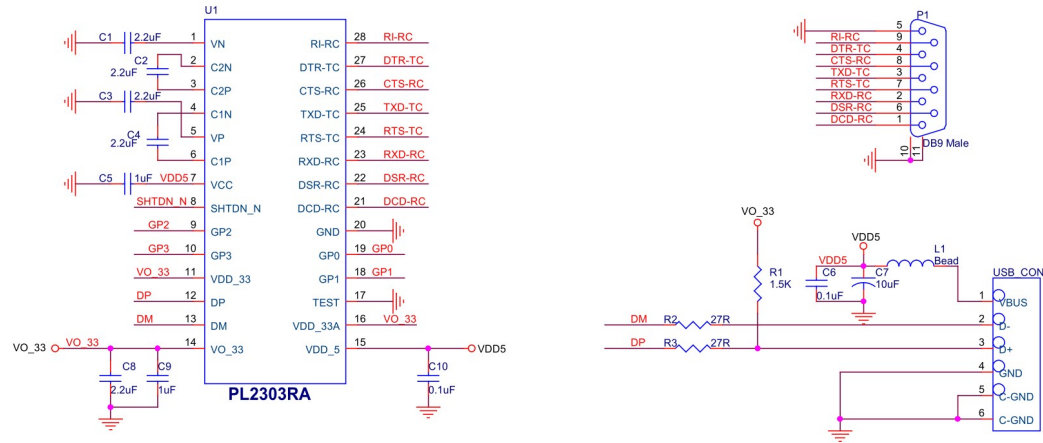 U1
C1 2.2uF 1 VN RI-RC 28 RI-RC
C2 2.2uF 2 C2N DTR-TC 27 DTR-TC
3 C2P CTS-RC 26 CTS-RC
C3 2.2uF 4 C1N TXD-TC 25 TXD-TC
C4 2.2uF 5 VP RTS-TC 24 RTS-TC
6 C1P RXD-RC 23 RXD-RC
C5 1uF VDD5 7 VCC DSR-RC 22 DSR-RC
SHTDN_N 8 SHTDN_N DCD-RC 21 DCD-RC
GP2 9 GP2 GND 20
GP3 10 GP3 GP0 19 GP0
VO_33 11 VDD_33 GP1 18 GP1
DP 12 DP TEST 17
DM 13 DM VDD_33A 16 VO_33
VO_33 VO_33 14 VO_33 VDD_5 15 VDD5
C8 2.2uF C9 1uF C10 0.1uF
PL2303RA
P1
5
RI-RC 9
DTR-TC 4
CTS-RC 8
TXD-TC 3
RTS-TC 7
RXD-RC 2
DSR-RC 6
DCD-RC 1
10 11 DB9 Male
VO_33
R1 1.5K
VDD5
VDD5
C6 0.1uF C7 10uF
L1 Bead
USB_CON
1 VBUS
DM R2 27R 2 D-
DP R3 27R 3 D+
4 GND
5 C-GND
6 C-GND